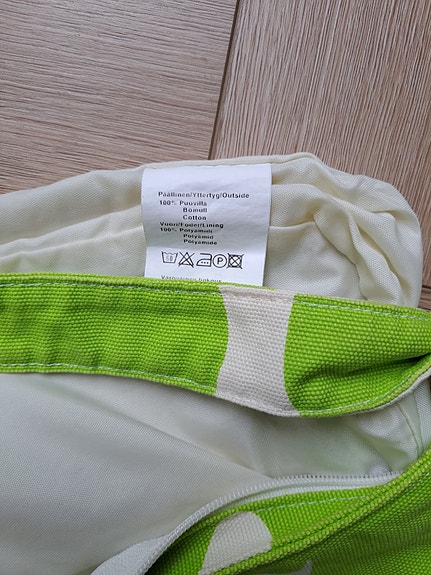 Päällinen/Yttertyg/Outside
100% Puuvilla
Bomull
Cotton
Vuori/Foder/Lining
100% Polyamidi
Polyamid
Polyamide
P